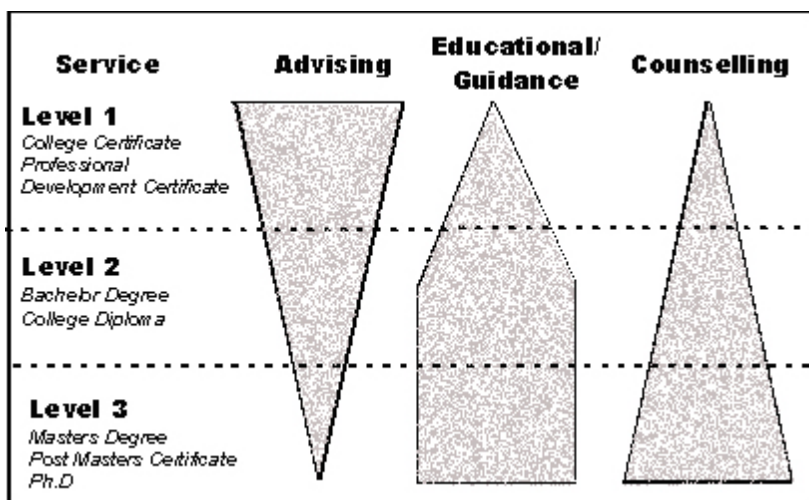 Service
Advising
Educational/
Guidance
Counselling
Level 1
College Certificate
Professional
Development Certificate
Level 2
Bachelor Degree
College Diploma
Level 3
Masters Degree
Post Masters Certificate
Ph.D